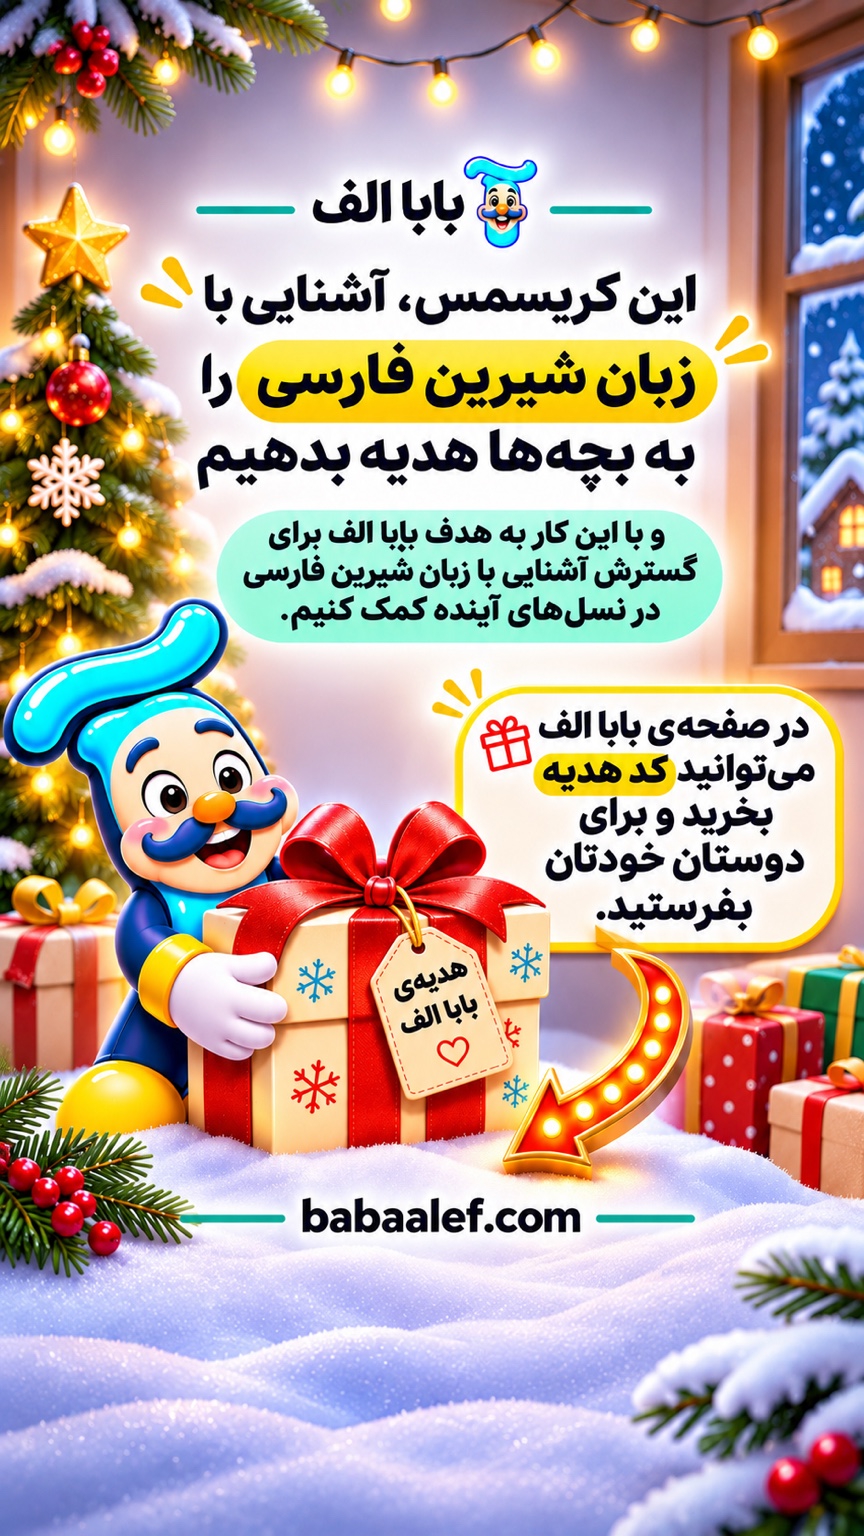 بابا الف
این کریسمس، آشنایی با
زبان شیرین فارسی را
به بچه‌ها هدیه بدهیم
و با این کار به هدف بابا الف برای
گسترش آشنایی با زبان شیرین فارسی
در نسل‌های آینده کمک کنیم.
در صفحه‌ی بابا الف
می‌توانید کد هدیه
بخرید و برای
دوستان خودتان
بفرستید.
هدیه‌ی
بابا الف
babaalef.com